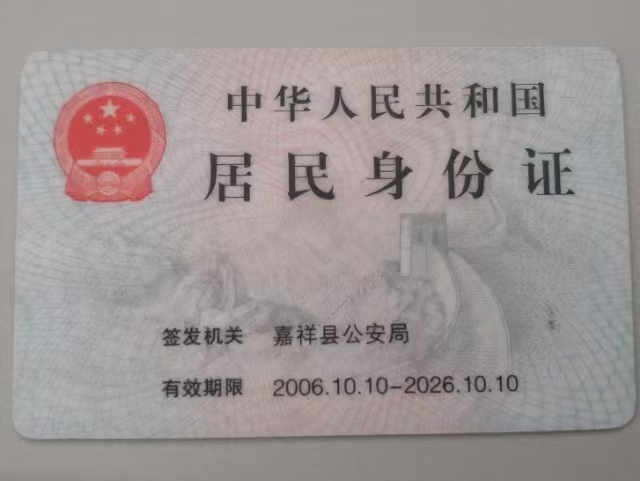 中华人民共和国
居民身份证
签发机关 嘉祥县公安局
有效期限 2006.10.10-2026.10.10